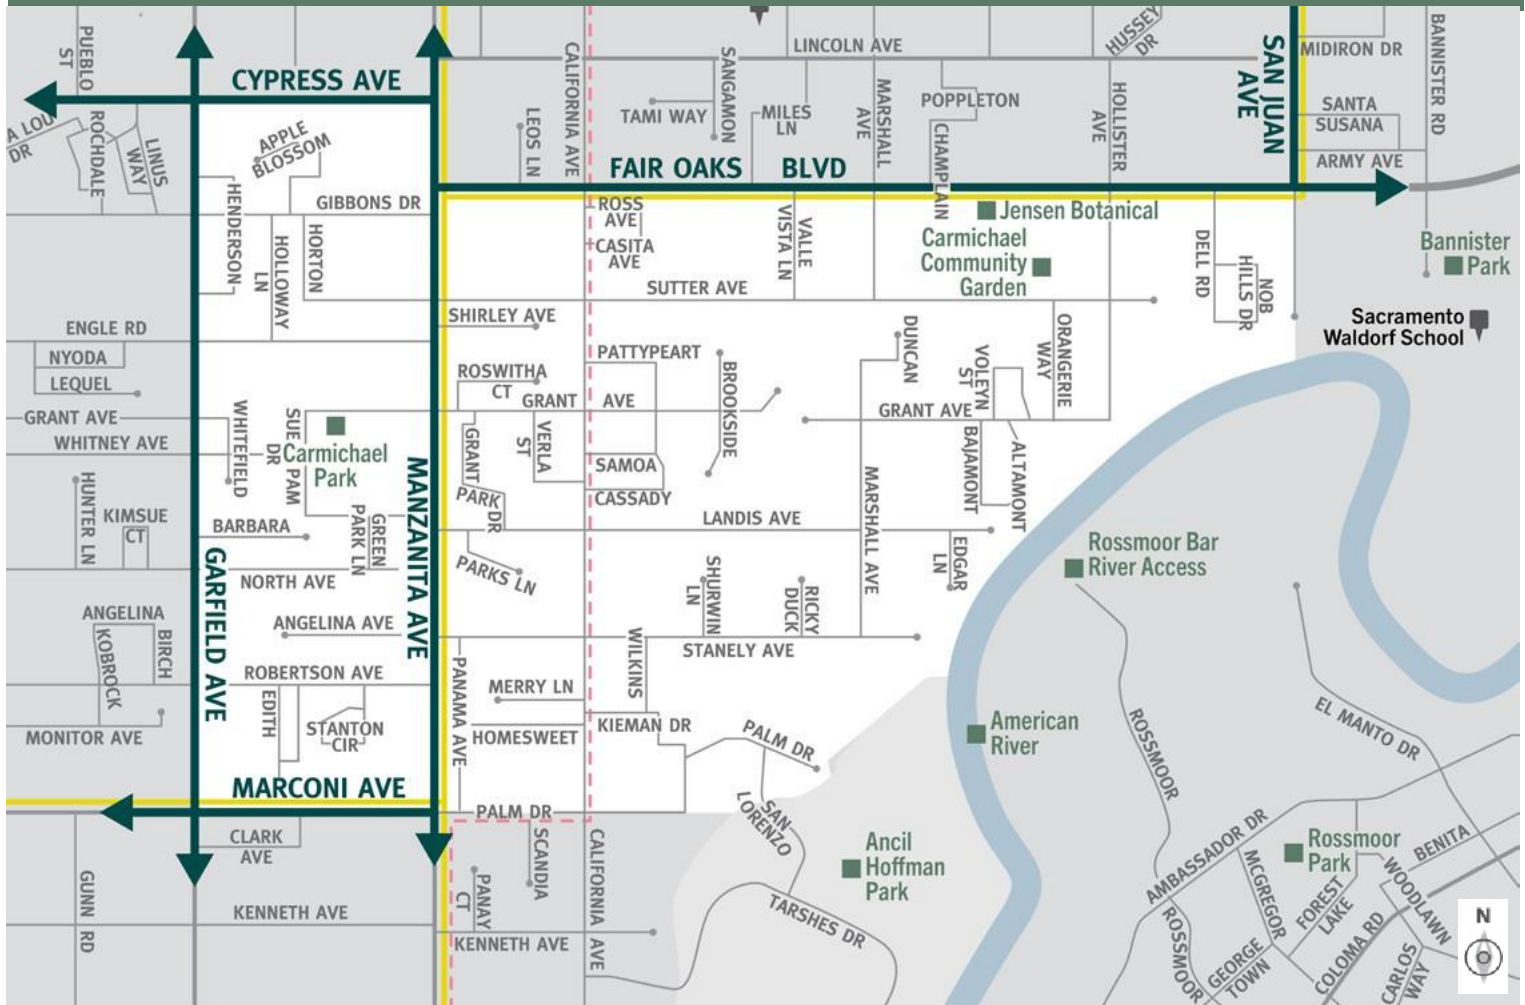 PUEBLO
ST
CYPRESS AVE
CALIFORNIA AVE
SANGAMON
LINCOLN AVE
HUSSEY
DR
SAN JUAN
AVE
MIDIRON DR
BANNISTER RD
A LOU
DR
ROCHDALE
LINUS
WAY
APPLE
BLOSSOM
LEOS LN
TAMI WAY
MILES
LN
MARSHALL
AVE
POPPLETON
CHAMPLAIN
HOLLISTER
AVE
SANTA
SUSANA
ARMY AVE
FAIR OAKS BLVD
HENDERSON
GIBBONS DR
HOLLOWAY
LN
HORTON
ROSS
AVE
CASITA
AVE
VALLE
VISTA LN
Jensen Botanical
Carmichael
Community
Garden
DELL RD
NOB
HILLS DR
Bannister
Park
SUTTER AVE
ENGLE RD
NYODA
LEQUEL
SHIRLEY AVE
Sacramento
Waldorf School
PATTYPEART
BROOKSIDE
DUNCAN
VOLEYN
ST
ORANGERIE
WAY
ROSWITHA
CT
GRANT AVE
GRANT AVE
GRANT AVE
WHITNEY AVE
WHITEFIELD
SUE PAM
DR
Carmichael
Park
MANZANITA AVE
GRANT
PARK DR
VERLA
ST
SAMOA
CASSADY
BAJAMONT
ALTAMONT
MARSHALL AVE
HUNTER LN
KIMSUE
CT
BARBARA
GREEN
PARK LN
LANDIS AVE
EDGAR
LN
Rossmoor Bar
River Access
GARFIELD AVE
NORTH AVE
PARKS LN
SHURWIN
LN
RICKY
DUCK
ANGELINA
KOBROCK
BIRCH
ANGELINA AVE
STANELY AVE
WILKINS
ROBERTSON AVE
EDITH
STANTON
CIR
PANAMA AVE
MERRY LN
HOMESWEET
KIEMAN DR
PALM DR
American
River
ROSSMOOR
EL MANTO DR
MONITOR AVE
MARCONI AVE
PALM DR
SAN
LORENZO
CLARK
AVE
SCANDIA
CALIFORNIA AVE
Ancil
Hoffman
Park
AMBASSADOR DR
Rossmoor
Park
BENITA
GUNN RD
KENNETH AVE
PANAY
CT
KENNETH AVE
TARSHES DR
ROSSMOOR
MCGREGOR
FOREST
LAKE
WOODLAWN
GEORGE
TOWN
COLOMA RD
CARLOS
WAY
N